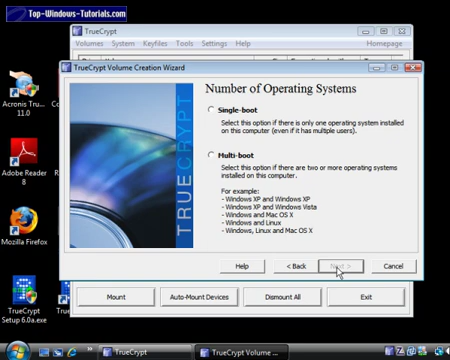 Top-Windows-Tutorials.com
TrueCrypt
Volumes System Keyfiles Tools Settings Homepage
TrueCrypt Volume Creation Wizard
Number of Operating Systems
Single-boot
Select this option if there is only one operating system installed
on this computer (even if it has multiple users).
Multi-boot
Select this option if there are two or more operating systems
installed on this computer.
For example:
- Windows XP and Windows XP
- Windows XP and Windows Vista
- Windows and Mac OS X
- Windows and Linux
- Windows, Linux and Mac OS X
TRUECRYPT
Help < Back Next > Cancel
Mount Auto-Mount Devices Dismount All Exit
Acronis Tru...
11.0
Adobe Reader
8
Mozilla Firefox
TrueCrypt
Setup 6.0a.exe
TrueCrypt
TrueCrypt Volume ...